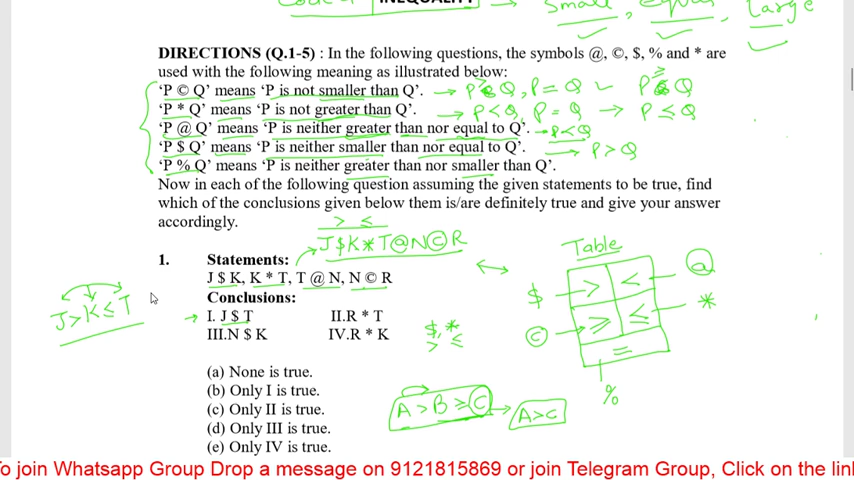 INEQUALITY → Small, equal, Large
DIRECTIONS (Q.1-5) : In the following questions, the symbols @, ©, $, % and * are
used with the following meaning as illustrated below:
‘P © Q’ means ‘P is not smaller than Q’. → P > Q, P = Q P ≥ Q
‘P * Q’ means ‘P is not greater than Q’. → P < Q, P = Q → P ≤ Q
‘P @ Q’ means ‘P is neither greater than nor equal to Q’. → P < Q
‘P $ Q’ means ‘P is neither smaller than nor equal to Q’. → P > Q
‘P % Q’ means ‘P is neither greater than nor smaller than Q’.
Now in each of the following question assuming the given statements to be true, find
which of the conclusions given below them is/are definitely true and give your answer
accordingly.
> ≤
J$K*T@N©R
Table
1. Statements:
J $ K, K * T, T @ N, N © R
Conclusions:
I. J $ T II.R * T
III.N $ K IV.R * K
J>K≤T
$, *
> ≤
$ > < @
© ≥ ≤ *
=
%
(a) None is true.
(b) Only I is true.
(c) Only II is true.
(d) Only III is true.
(e) Only IV is true.
A > B ≥ C → A>C
o join Whatsapp Group Drop a message on 9121815869 or join Telegram Group, Click on the lin